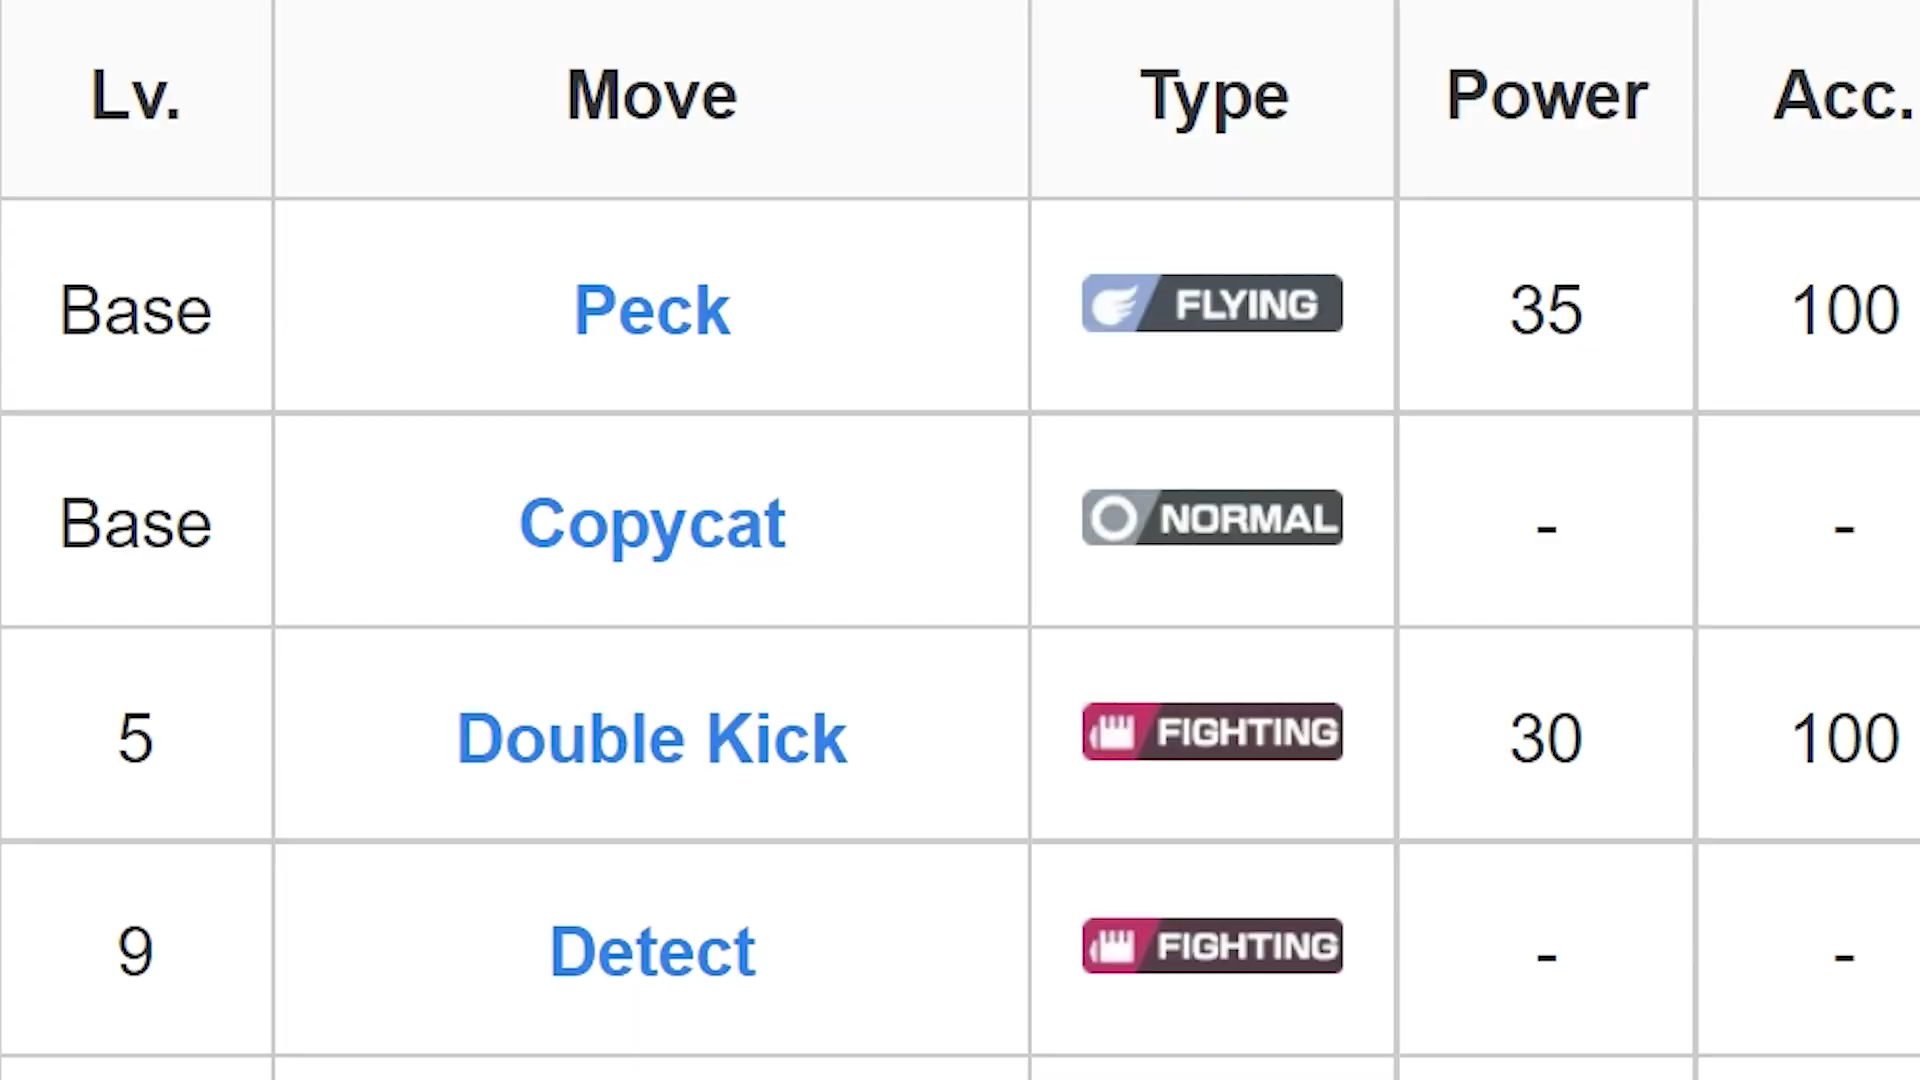 Lv. Move Type Power Acc.
Base Peck FLYING 35 100
Base Copycat NORMAL - -
5 Double Kick FIGHTING 30 100
9 Detect FIGHTING - -